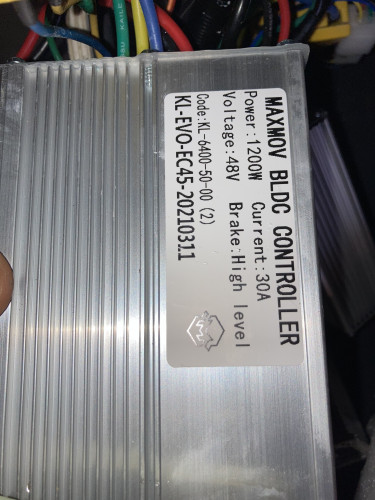 MAXMOV BLDC CONTROLLER
Power:1200W Current:30A
Voltage:48V Brake:High level
Code:KL-6400-50-00 (2)
KL-EVO-EC45-20210311